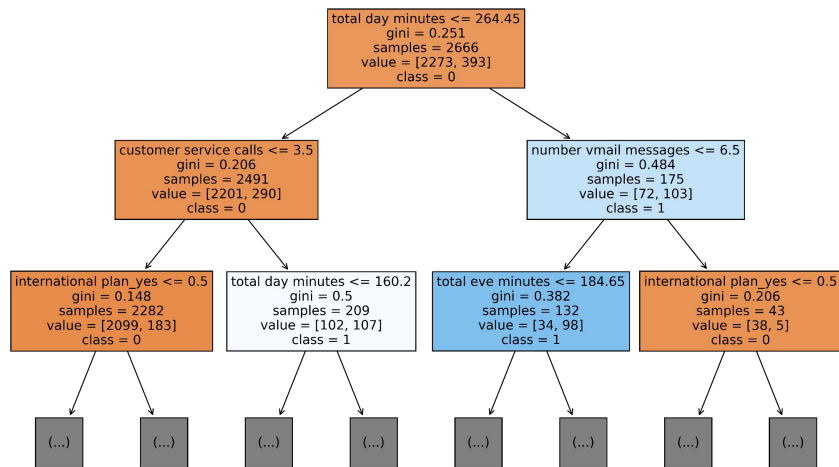 total day minutes <= 264.45
gini = 0.251
samples = 2666
value = [2273, 393]
class = 0
customer service calls <= 3.5
gini = 0.206
samples = 2491
value = [2201, 290]
class = 0
number vmail messages <= 6.5
gini = 0.484
samples = 175
value = [72, 103]
class = 1
international plan_yes <= 0.5
gini = 0.148
samples = 2282
value = [2099, 183]
class = 0
total day minutes <= 160.2
gini = 0.5
samples = 209
value = [102, 107]
class = 1
total eve minutes <= 184.65
gini = 0.382
samples = 132
value = [34, 98]
class = 1
international plan_yes <= 0.5
gini = 0.206
samples = 43
value = [38, 5]
class = 0
(...)
(...)
(...)
(...)
(...)
(...)
(...)
(...)